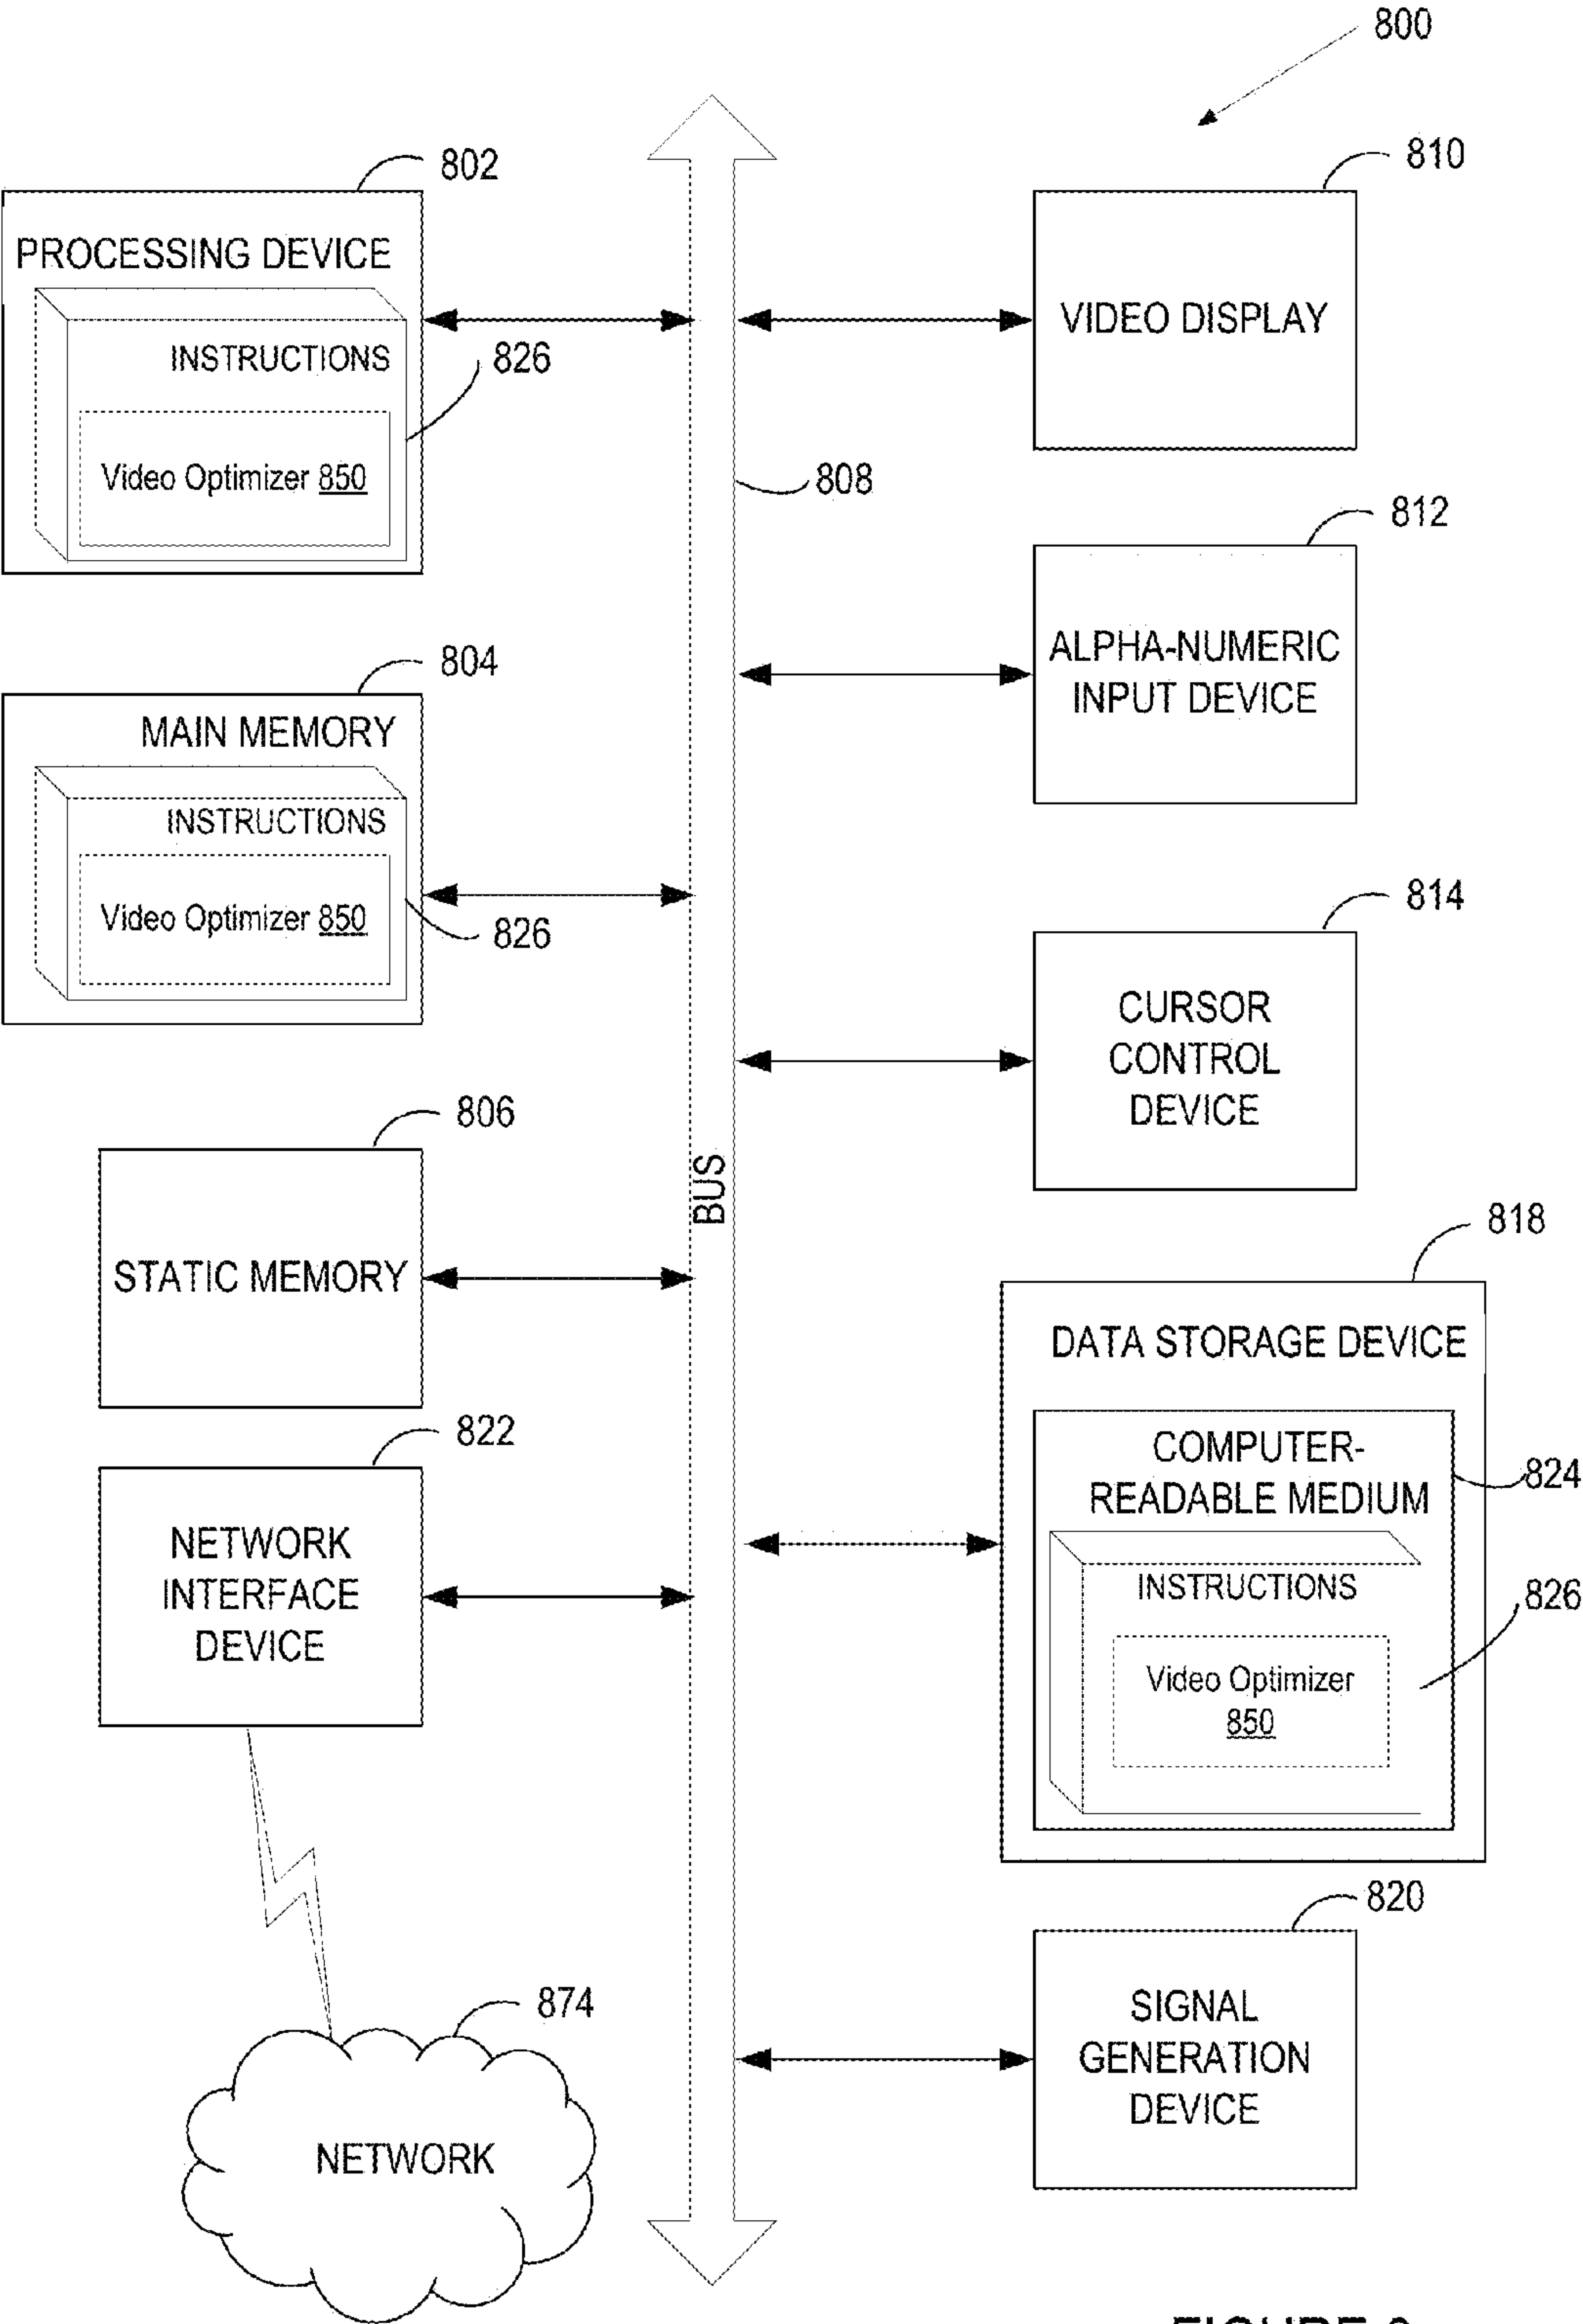 800
802
PROCESSING DEVICE
INSTRUCTIONS
826
Video Optimizer 850
804
MAIN MEMORY
INSTRUCTIONS
Video Optimizer 850
826
806
STATIC MEMORY
822
NETWORK
INTERFACE
DEVICE
874
NETWORK
808
BUS
810
VIDEO DISPLAY
812
ALPHA-NUMERIC
INPUT DEVICE
814
CURSOR
CONTROL
DEVICE
818
DATA STORAGE DEVICE
COMPUTER-
READABLE MEDIUM
824
INSTRUCTIONS
826
Video Optimizer
850
820
SIGNAL
GENERATION
DEVICE